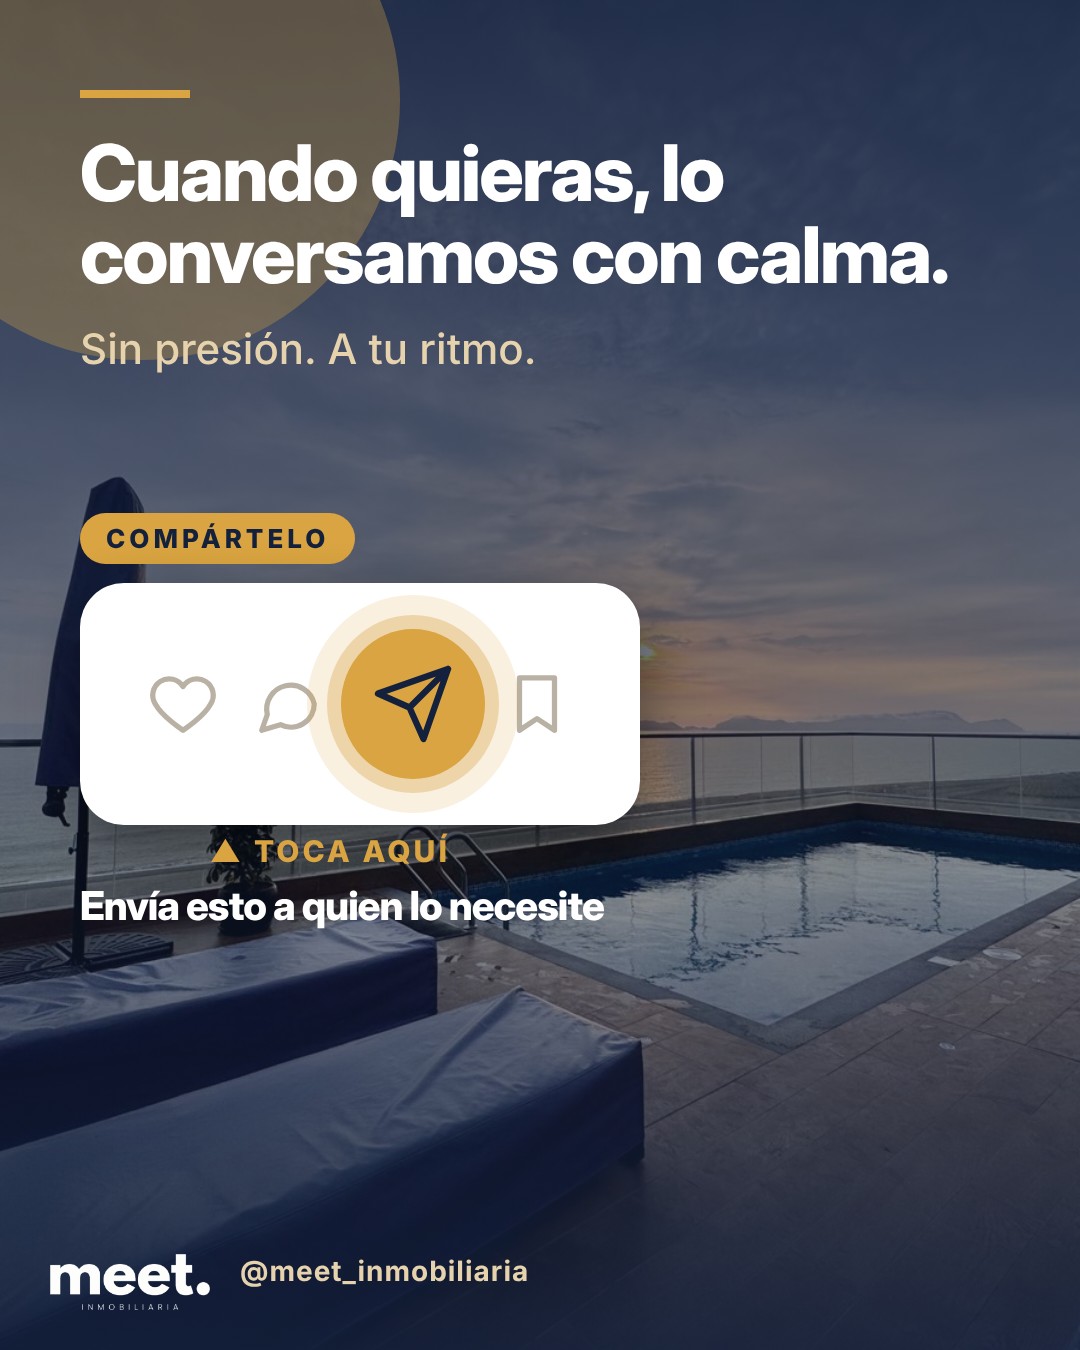 Cuando quieras, lo
conversamos con calma.
Sin presión. A tu ritmo.
COMPÁRTELO
▲ TOCA AQUÍ
Envía esto a quien lo necesite
meet.
INMOBILIARIA
@meet_inmobiliaria